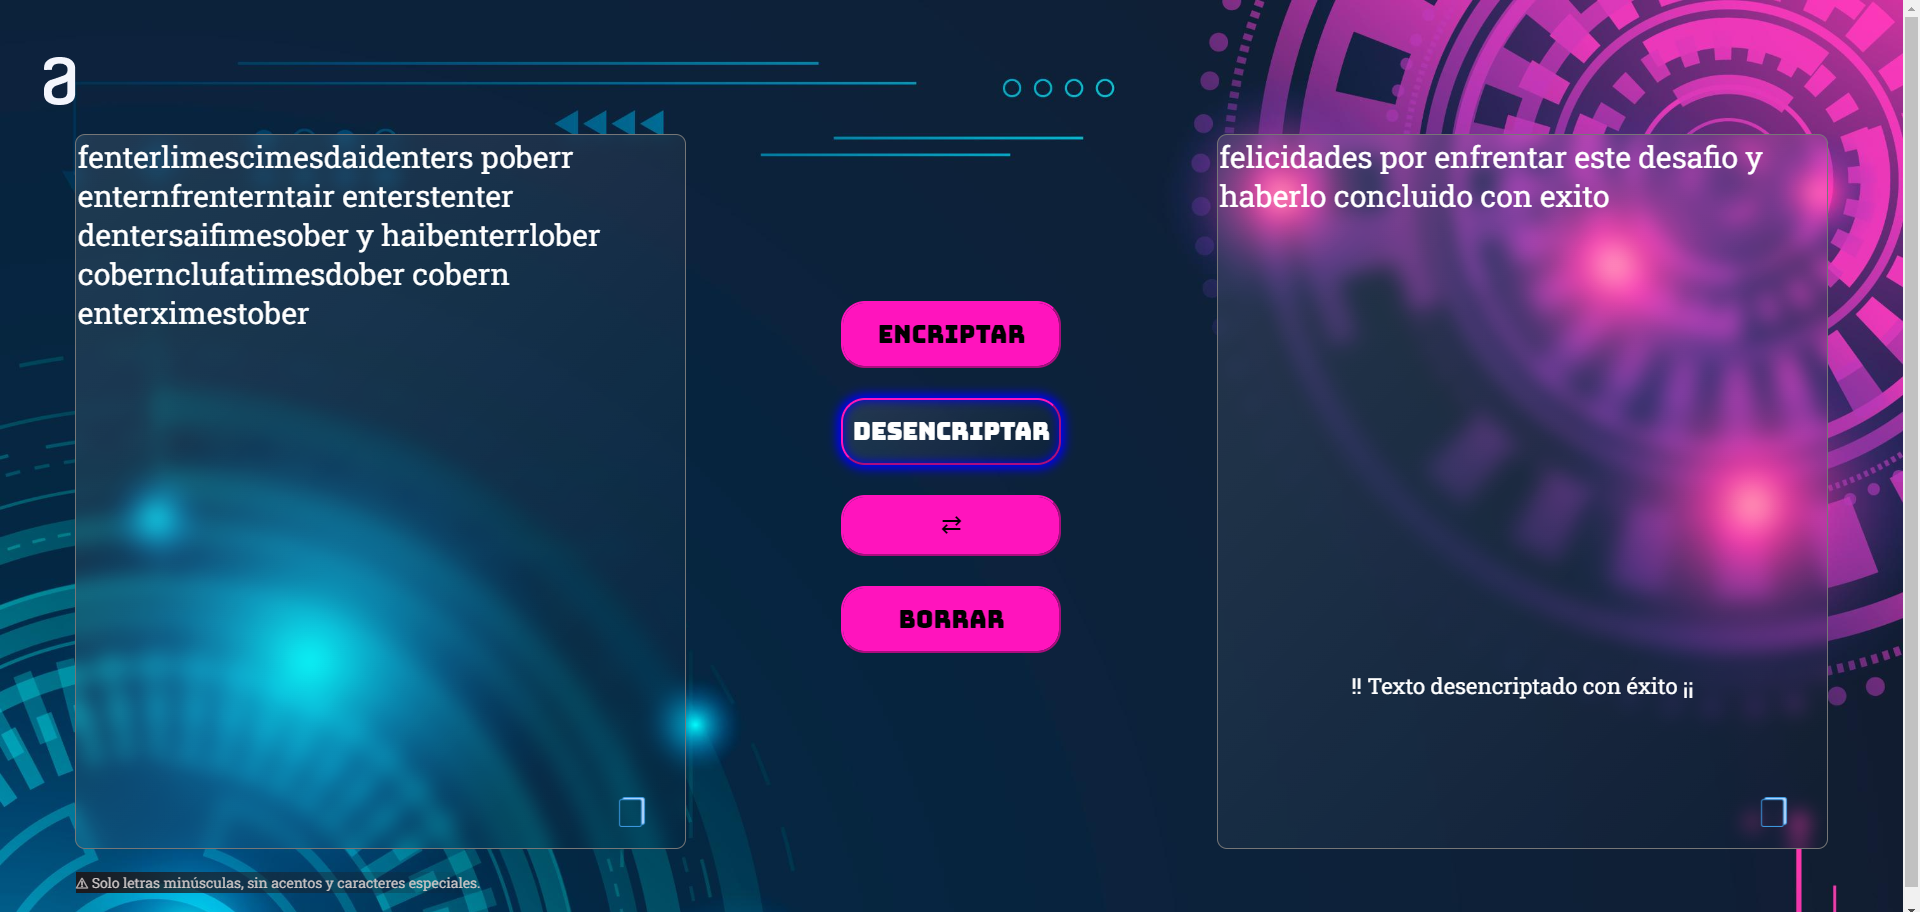 a
fenterlimescimesdaidenters poberr
enternfrenterntair enterstenter
dentersaifimesober y haibenterrlober
cobernclufatimesdober cobern
enterximestober
ENCRIPTAR
DESENCRIPTAR
⇄
BORRAR
felicidades por enfrentar este desafio y
haberlo concluido con exito
!! Texto desencriptado con éxito ¡¡
⚠ Solo letras minúsculas, sin acentos y caracteres especiales.